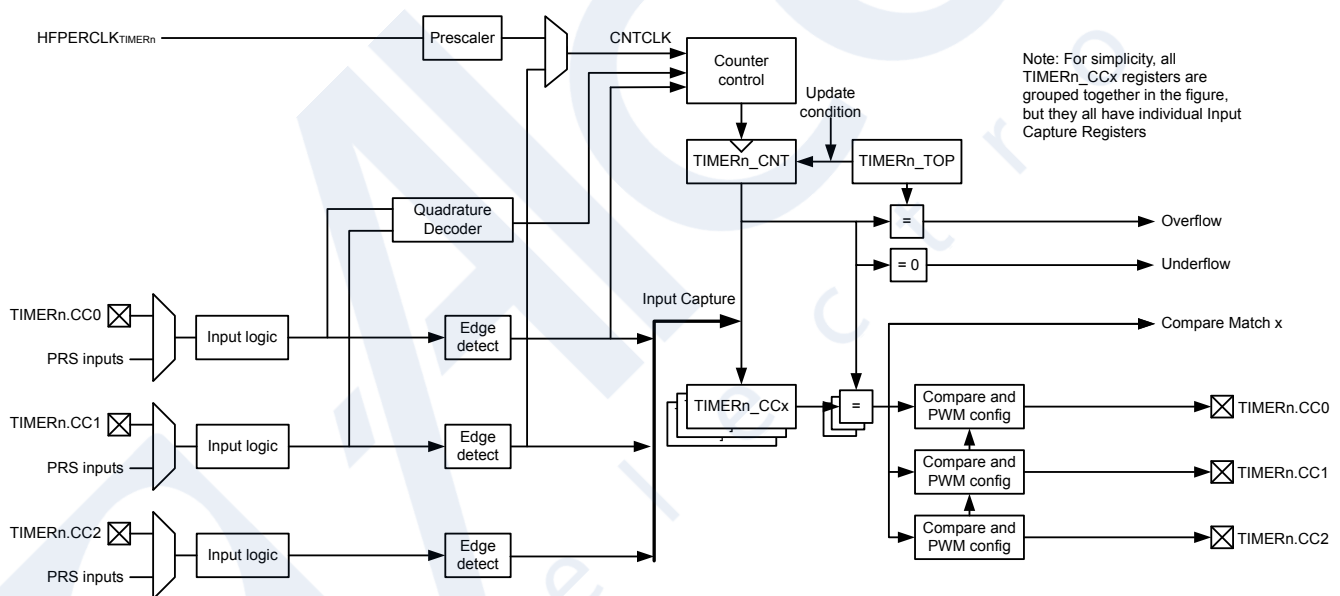 HFPERCLKTIMERn
Prescaler
CNTCLK
Counter
control
Note: For simplicity, all
TIMERn_CCx registers are
grouped together in the figure,
but they all have individual Input
Capture Registers
Update
condition
TIMERn_CNT
TIMERn_TOP
Quadrature
Decoder
=
Overflow
= 0
Underflow
Input Capture
TIMERn.CC0
Input logic
Edge
detect
PRS inputs
Compare Match x
TIMERn_CCx
=
Compare and
PWM config
TIMERn.CC0
TIMERn.CC1
Input logic
Edge
detect
PRS inputs
Compare and
PWM config
TIMERn.CC1
TIMERn.CC2
Input logic
Edge
detect
PRS inputs
Compare and
PWM config
TIMERn.CC2